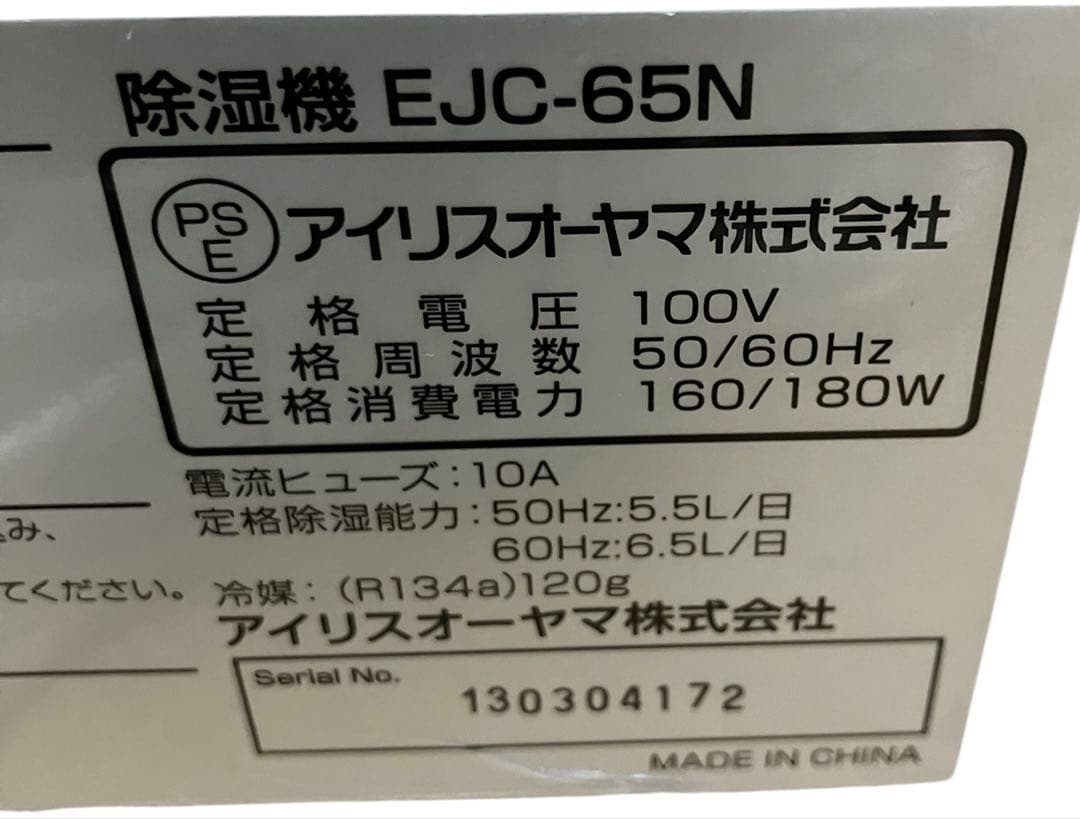 除湿機 EJC-65N
PS
E
アイリスオーヤマ株式会社
定格電圧 100V
定格周波数 50/60Hz
定格消費電力 160/180W
電流ヒューズ:10A
定格除湿能力:50Hz:5.5L/日
60Hz:6.5L/日
み、
てください。
冷媒:(R134a)120g
アイリスオーヤマ株式会社
Serial No.
130304172
MADE IN CHINA